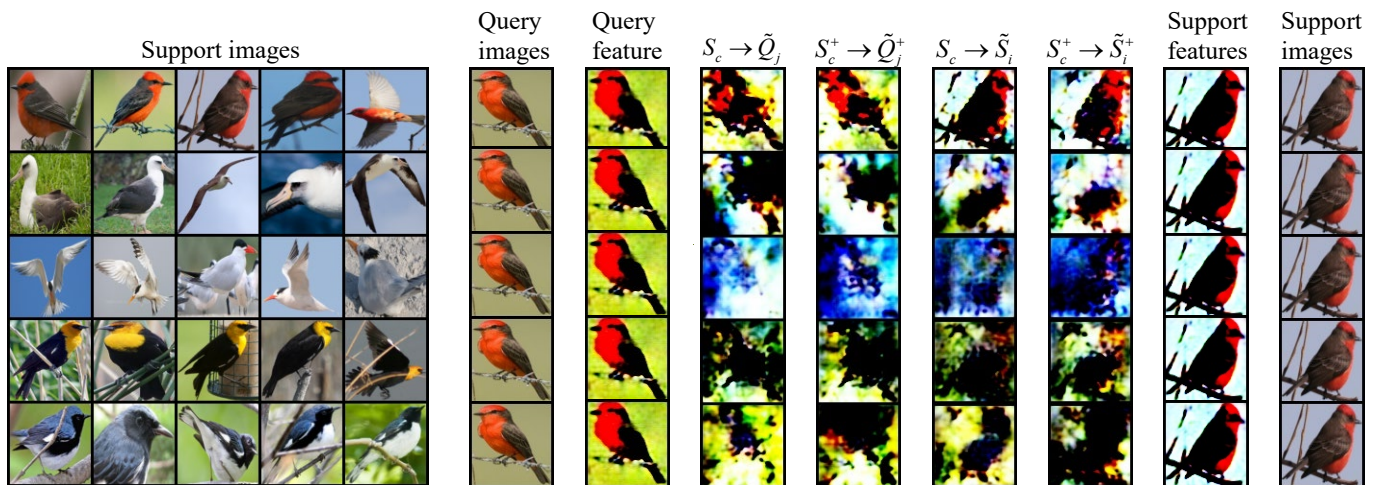 Support images
Query
images
Query
feature
S_c → Q̃_j
S_c^+ → Q̃_j^+
S_c → S̃_i
S_c^+ → S̃_i^+
Support
features
Support
images